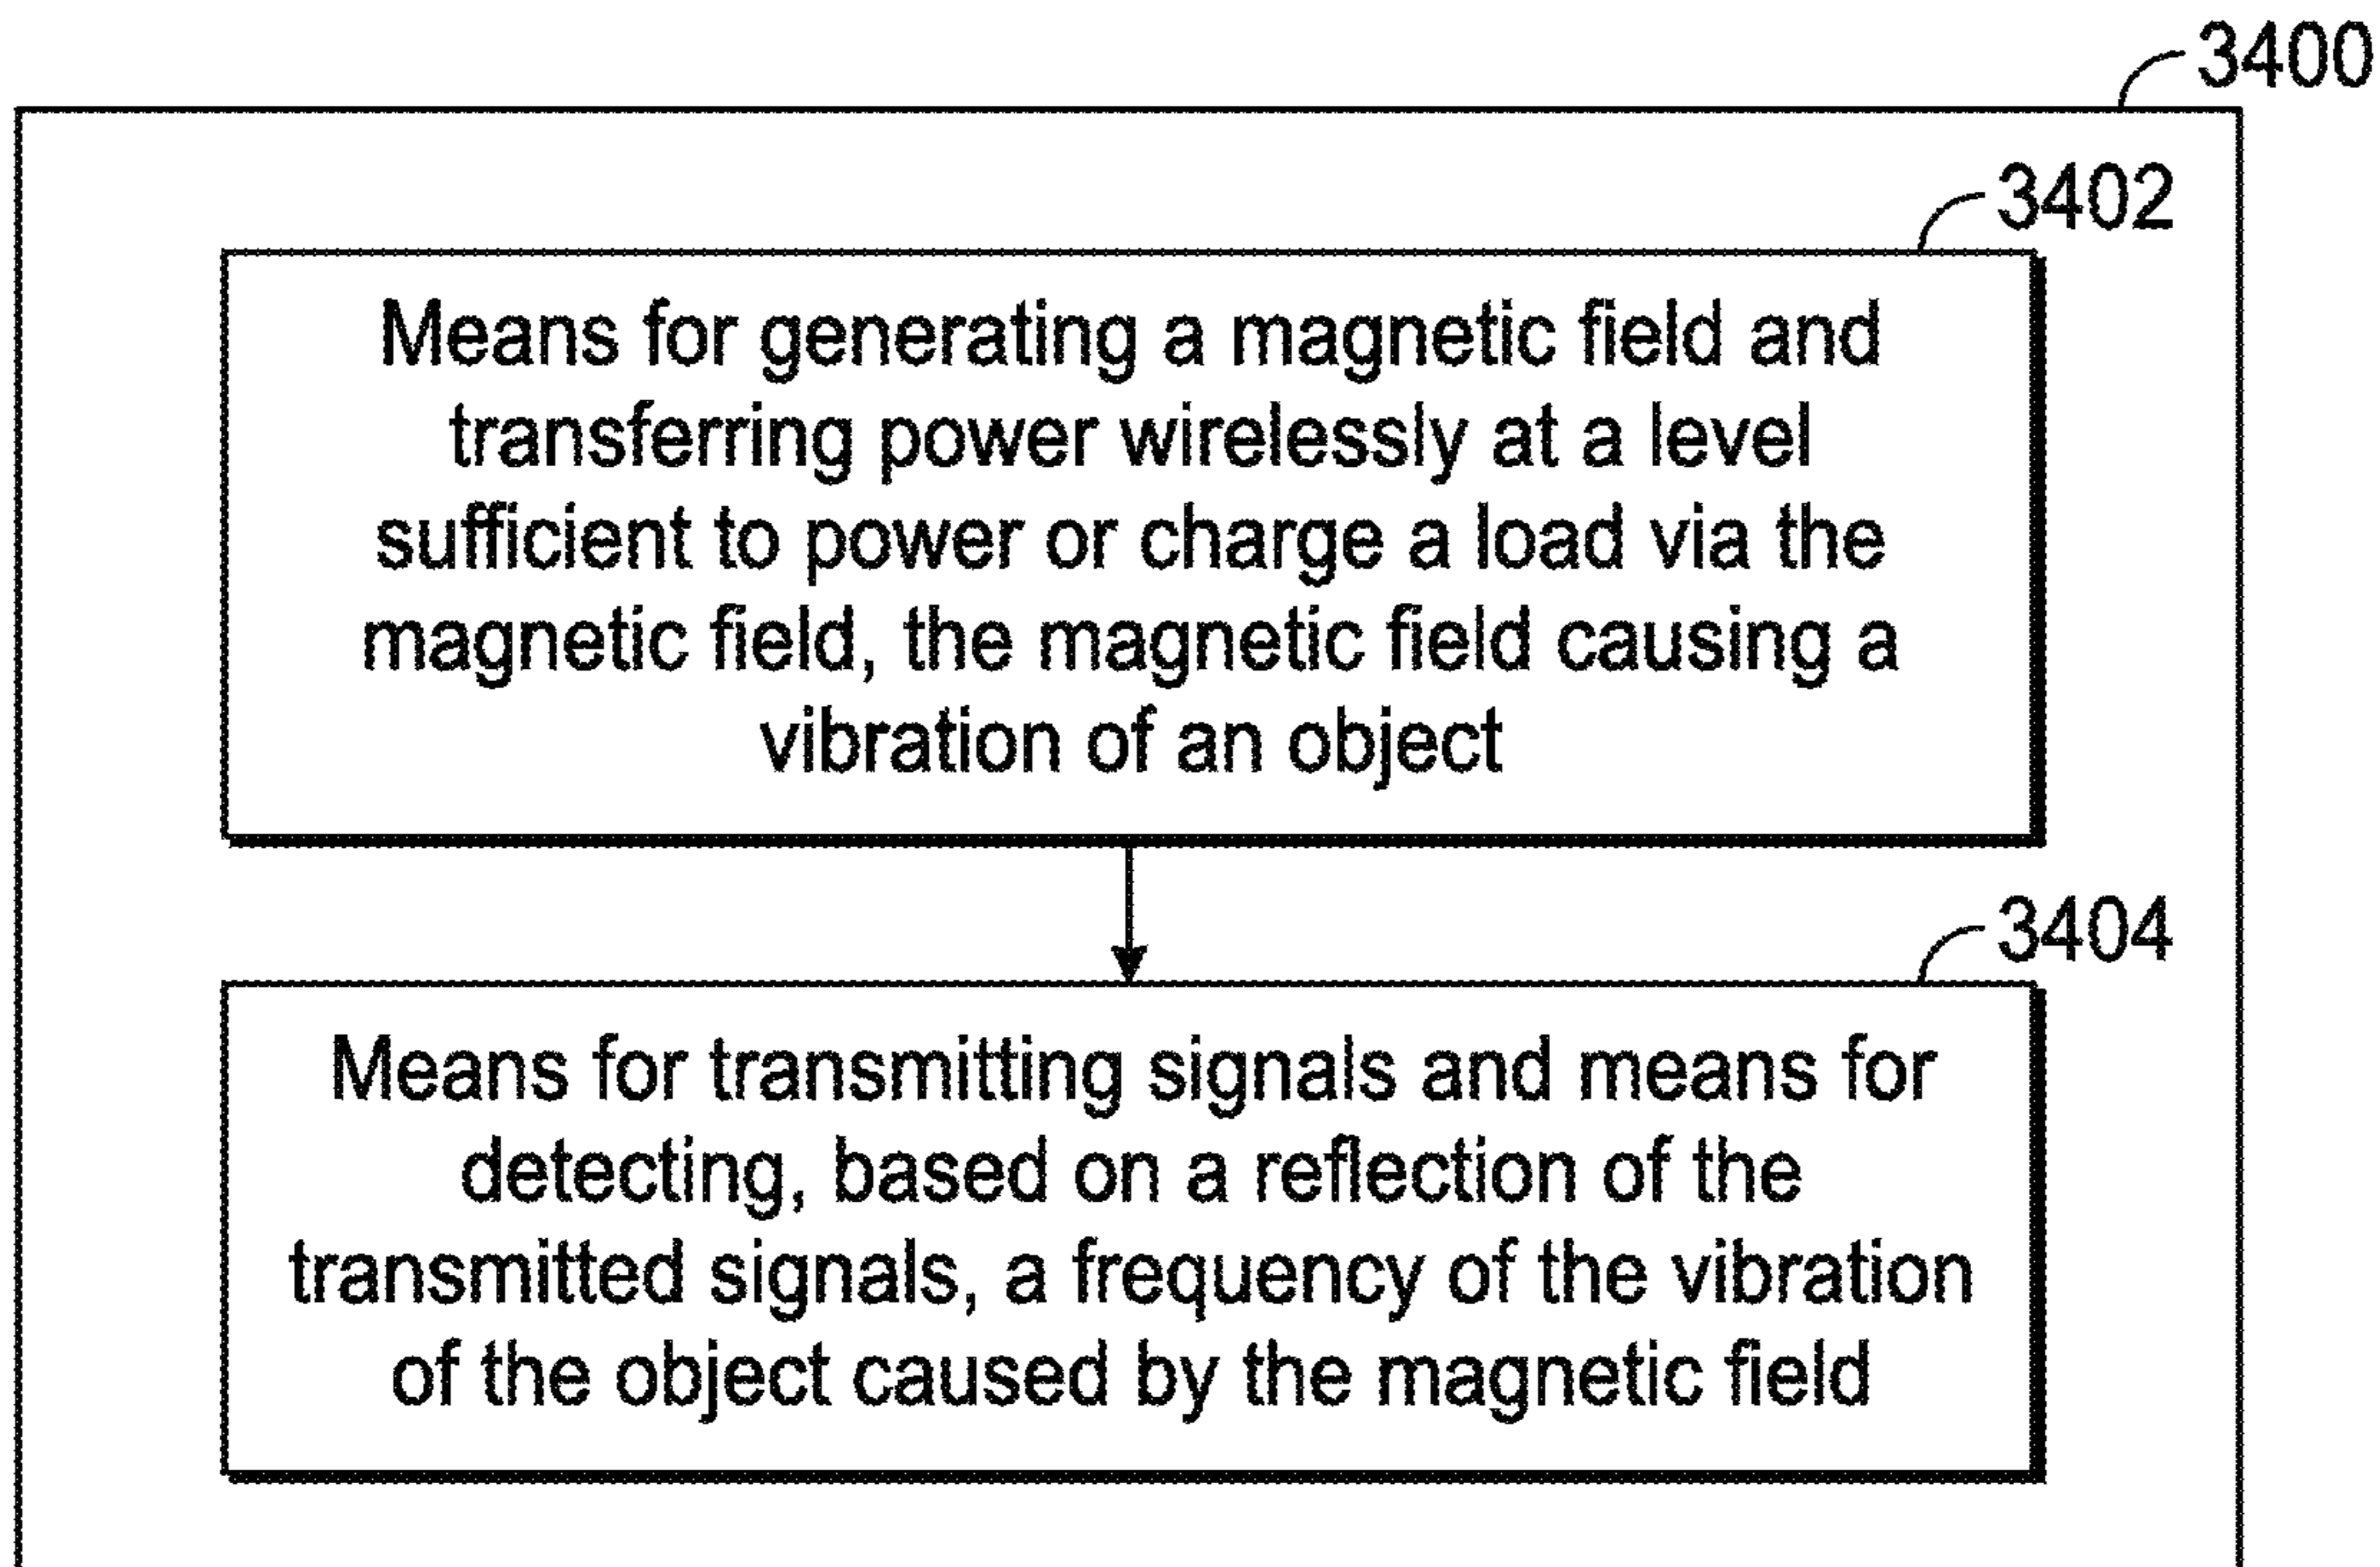 3400
3402
Means for generating a magnetic field and
transferring power wirelessly at a level
sufficient to power or charge a load via the
magnetic field, the magnetic field causing a
vibration of an object
3404
Means for transmitting signals and means for
detecting, based on a reflection of the
transmitted signals, a frequency of the vibration
of the object caused by the magnetic field